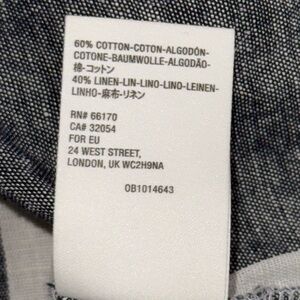 60% COTTON-COTON-ALGODÓN-
COTONE-BAUMWOLLE-ALGODÃO-
棉-コットン
40% LINEN-LIN-LINO-LINO-LEINEN-
LINHO-麻布-リネン
RN# 66170
CA# 32054
FOR EU
24 WEST STREET,
LONDON, UK WC2H9NA
OB1014643